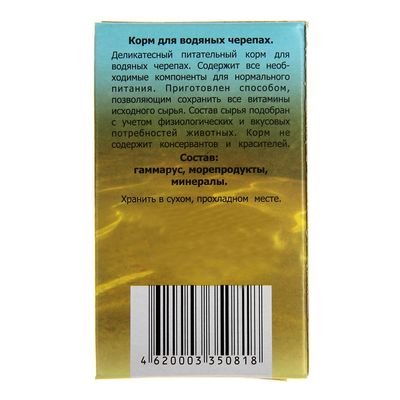 Корм для водяных черепах.
Деликатесный питательный корм для
водяных черепах. Содержит все необ-
ходимые компоненты для нормального
питания. Приготовлен способом,
позволяющим сохранить все витамины
исходного сырья. Состав сырья подобран
с учетом физиологических и вкусовых
потребностей животных. Корм не
содержит консервантов и красителей.
Состав:
гаммарус, морепродукты,
минералы.
Хранить в сухом, прохладном месте.
4 620003 350818